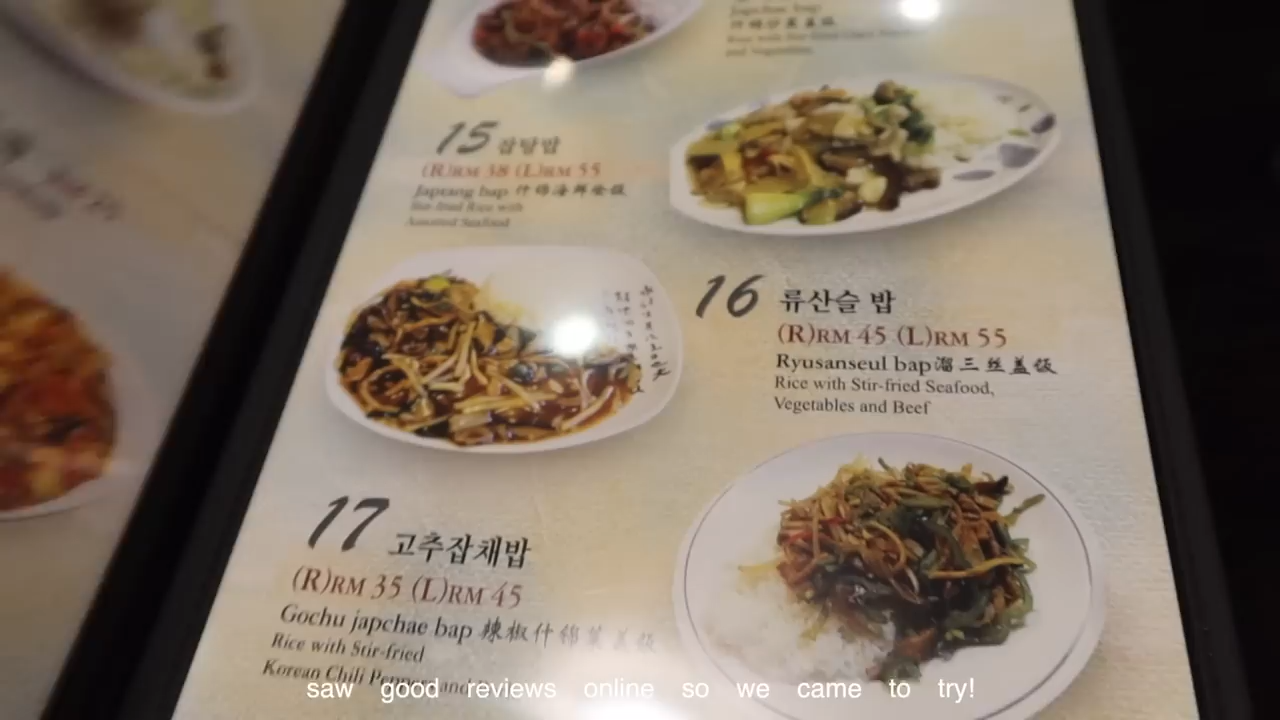 15 잡탕밥
(R)RM 38 (L)RM 55
Japtang bap 什锦海鲜烩饭
Stir-fried Rice with
Assorted Seafood
16 류산슬 밥
(R)RM 45 (L)RM 55
Ryusanseul bap 溜三丝盖饭
Rice with Stir-fried Seafood,
Vegetables and Beef
17 고추잡채밥
(R)RM 35 (L)RM 45
Gochu japchae bap 辣椒什锦菜盖饭
Rice with Stir-fried
Korean Chili Peppers and
saw good reviews online so we came to try!